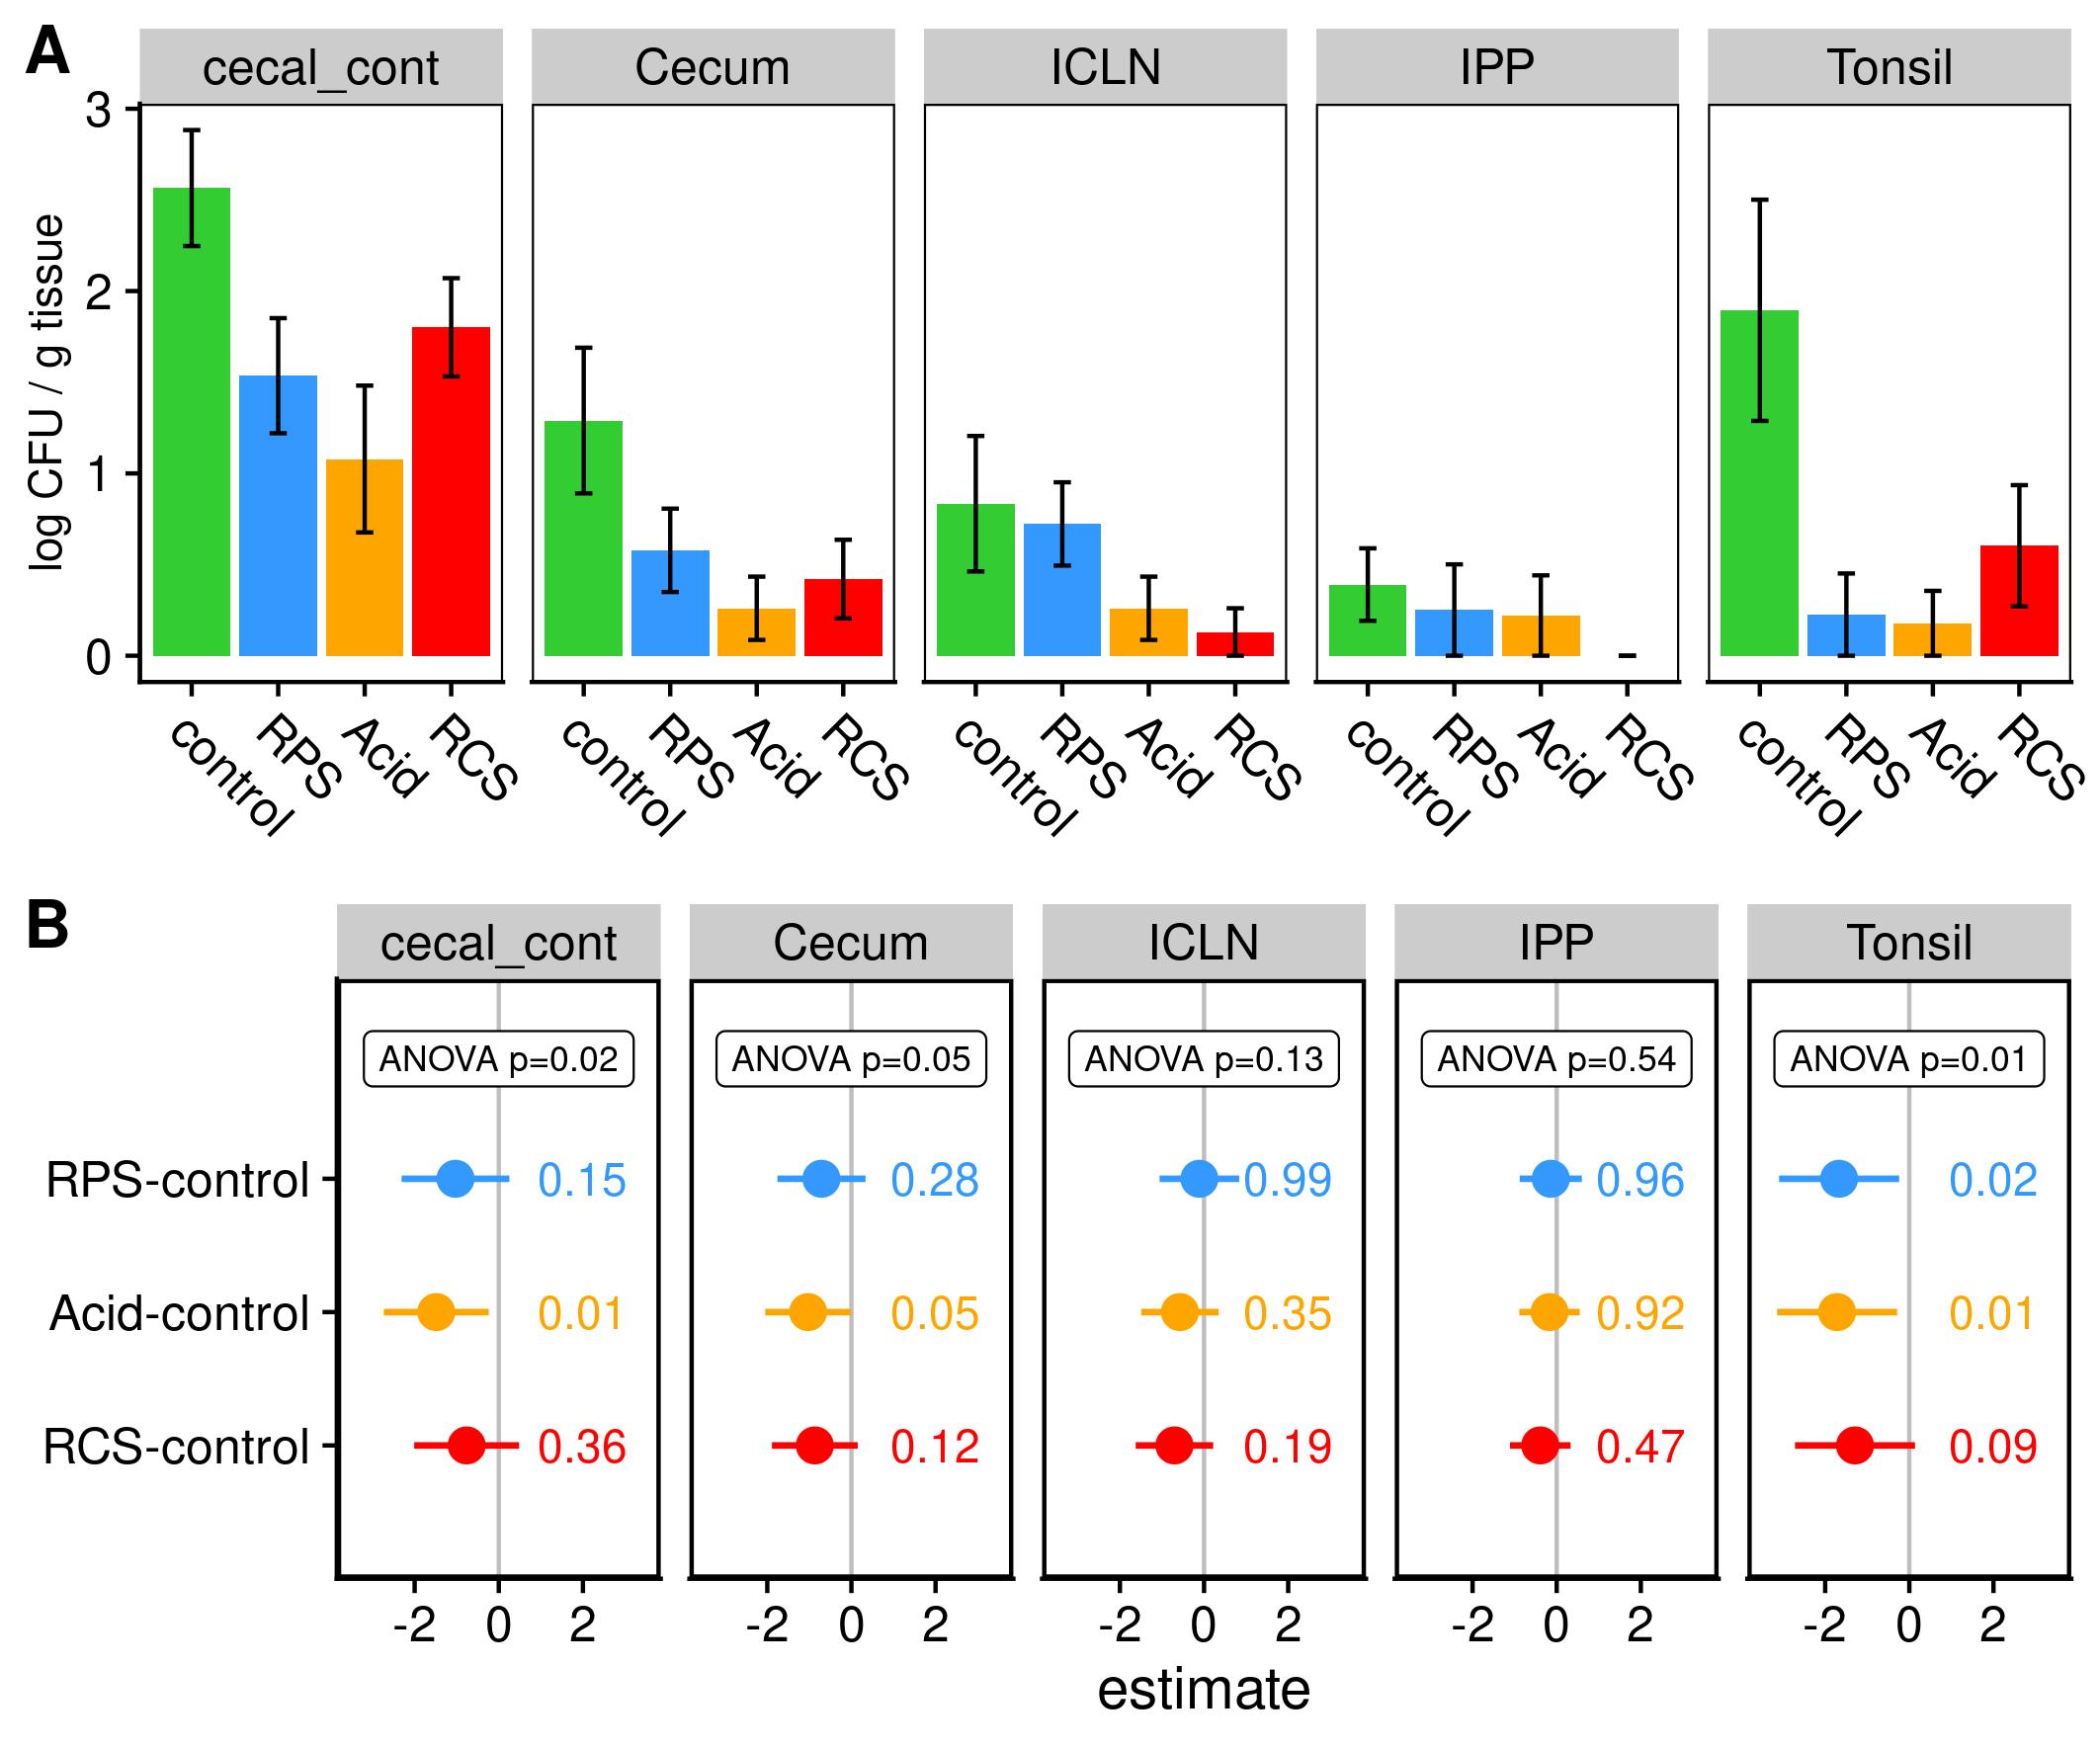 A
cecal_cont Cecum ICLN IPP Tonsil
log CFU / g tissue
3
2
1
0
control RPS Acid RCS control RPS Acid RCS control RPS Acid RCS control RPS Acid RCS control RPS Acid RCS
B
cecal_cont Cecum ICLN IPP Tonsil
ANOVA p=0.02 ANOVA p=0.05 ANOVA p=0.13 ANOVA p=0.54 ANOVA p=0.01
RPS-control 0.15 0.28 0.99 0.96 0.02
Acid-control 0.01 0.05 0.35 0.92 0.01
RCS-control 0.36 0.12 0.19 0.47 0.09
-2 0 2 -2 0 2 -2 0 2 -2 0 2 -2 0 2
estimate